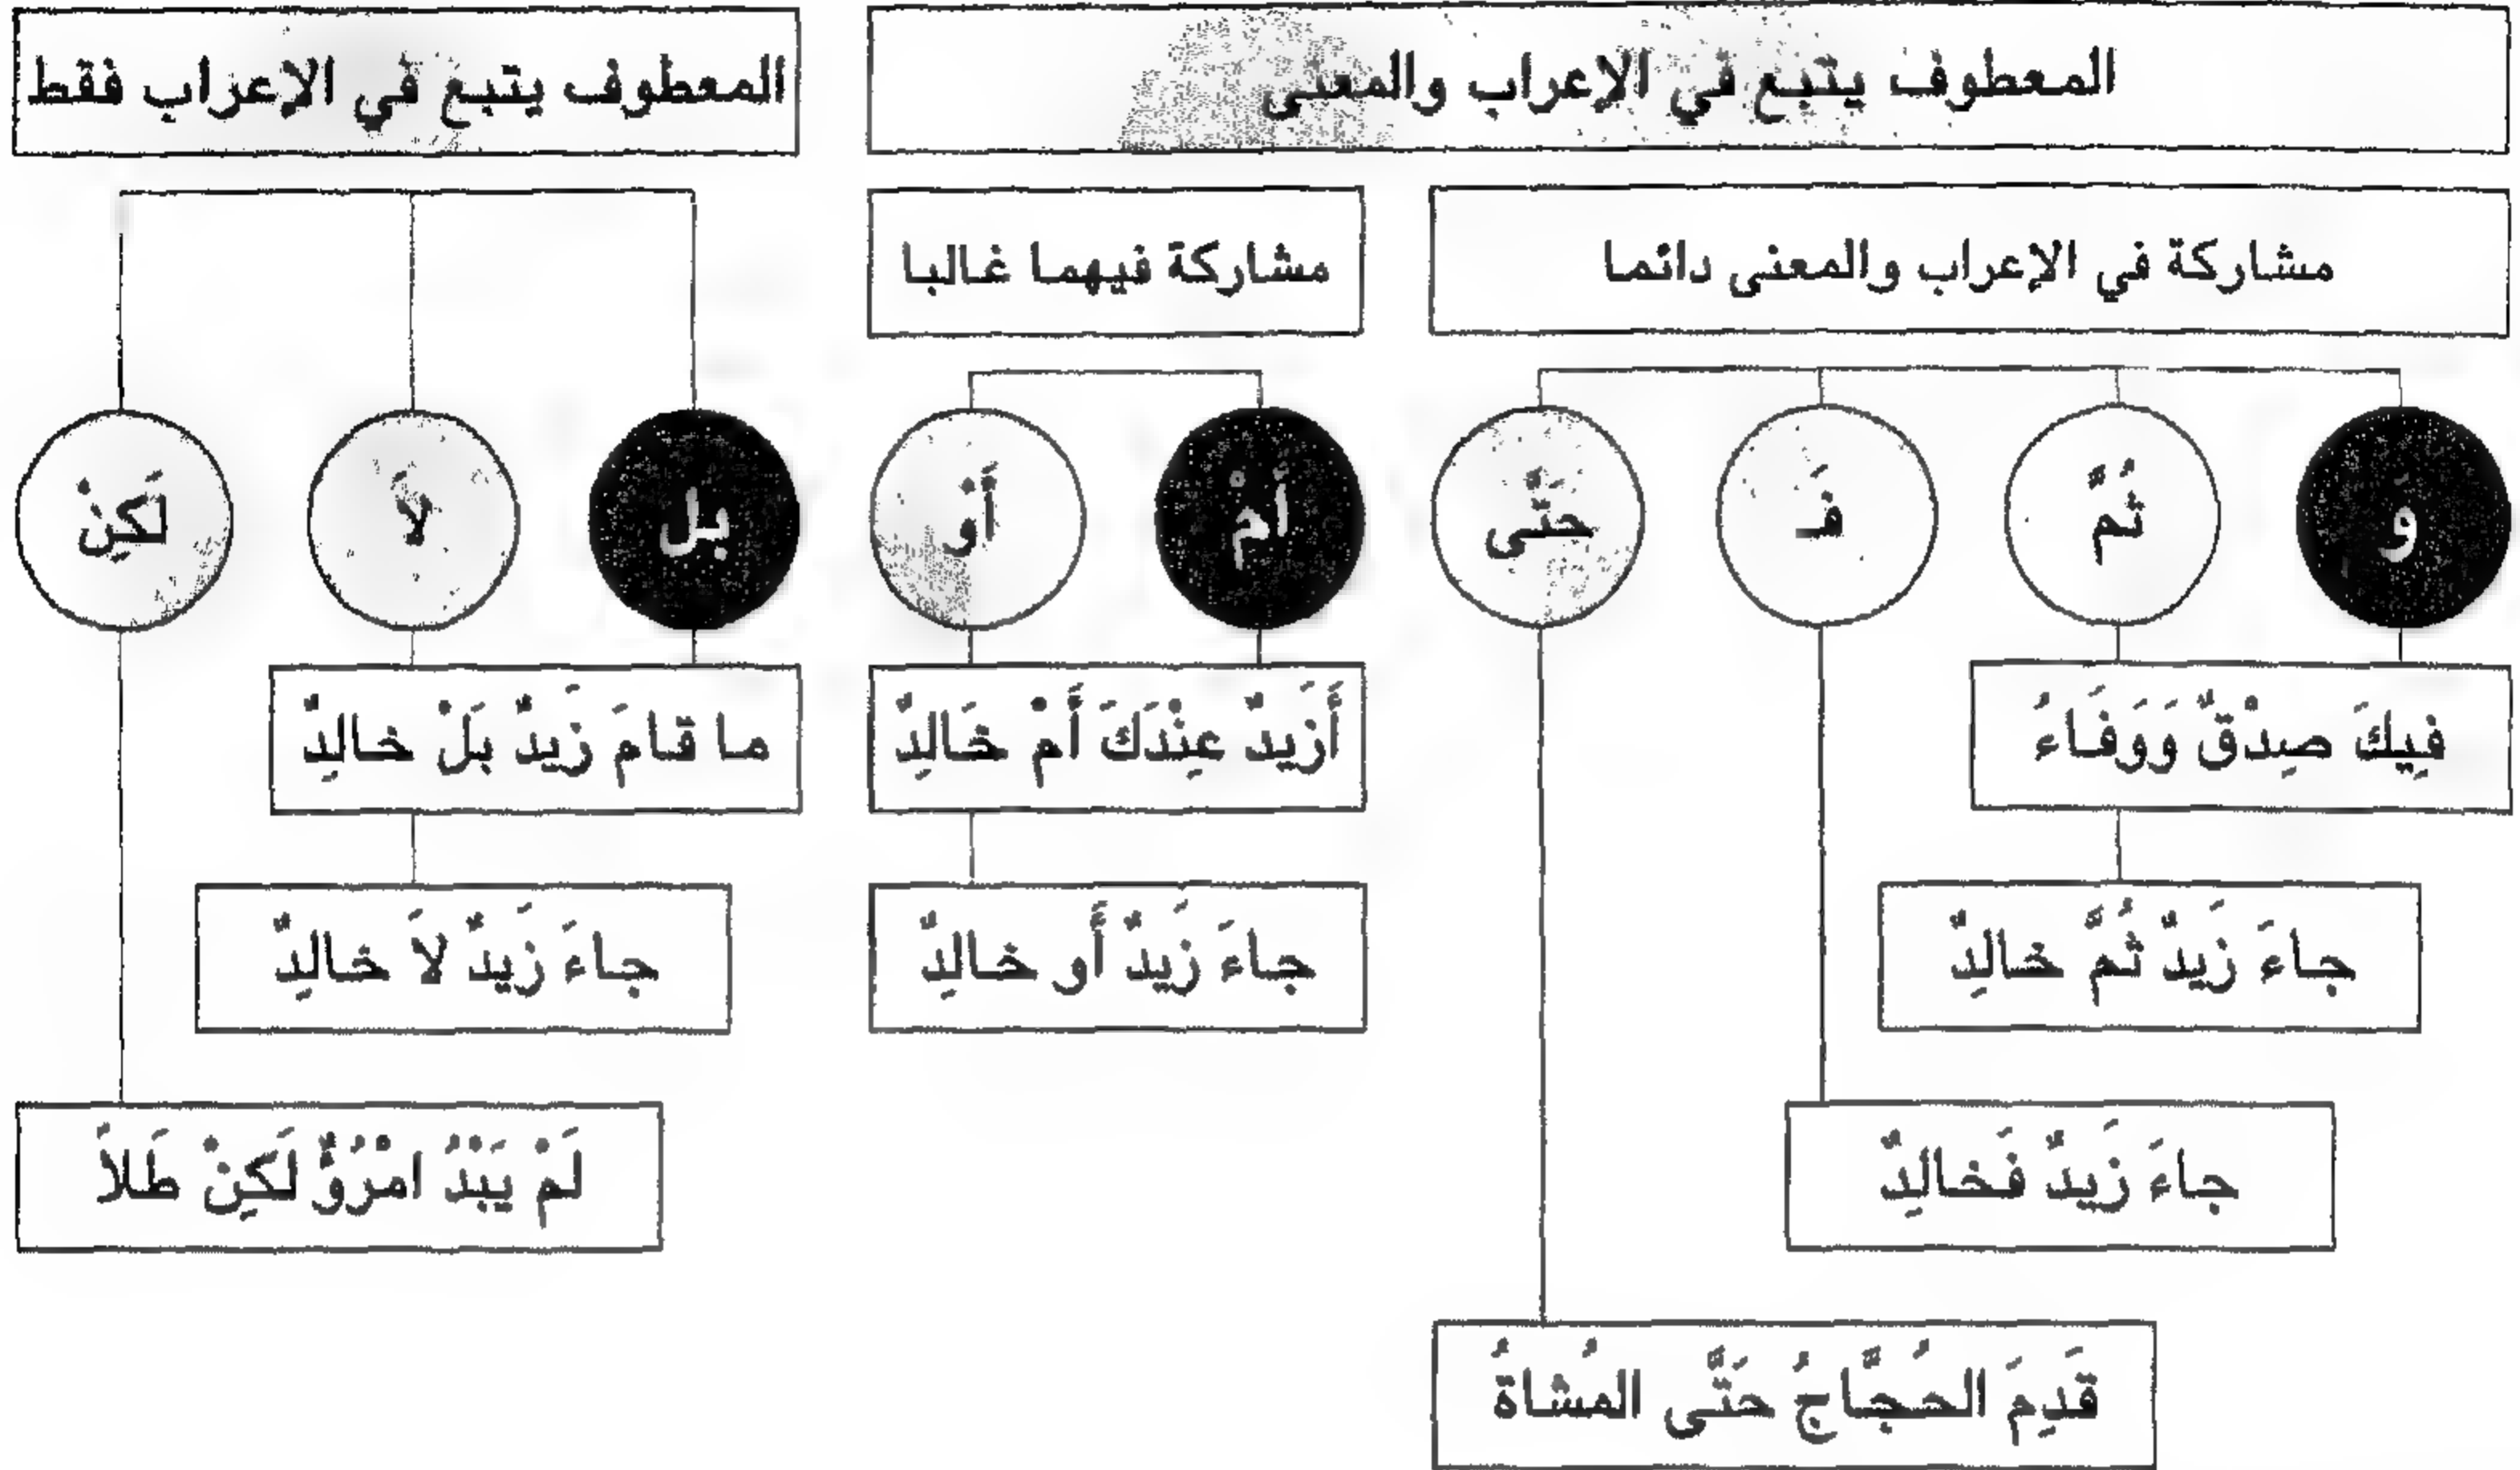 المعطوف يتبع في الإعراب والمعنى
المعطوف يتبع في الإعراب فقط
مشاركة في الإعراب والمعنى دائما
مشاركة فيهما غالبا
و
ثُمَّ
فَـ
حتّى
أَمْ
أَو
بل
لاَ
لَكِنْ
فِيكَ صِدْقٌ وَوَفَاءُ
أَزَيدٌ عِنْدَكَ أَمْ خَالِدٌ
ما قامَ زَيدٌ بَلْ خالِدٌ
جاءَ زَيدٌ ثُمَّ خالِدٌ
جاءَ زَيدٌ أَو خالِدٌ
جاءَ زَيدٌ لاَ خالِدٌ
جاءَ زَيدٌ فَخالِدٌ
لَمْ يَبْدُ امْرُؤٌ لَكِنْ طَلاَ
قَدِمَ الحُجَّاجُ حَتَّى المُشاةُ